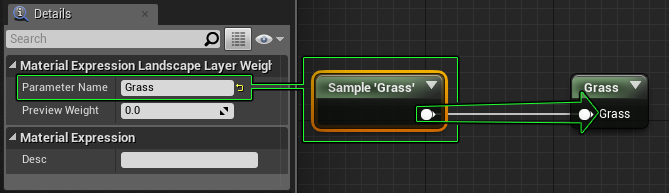 Details
Search
Material Expression Landscape Layer Weigh
Parameter Name Grass
Preview Weight 0.0
Material Expression
Desc
Sample 'Grass'
Grass
Grass